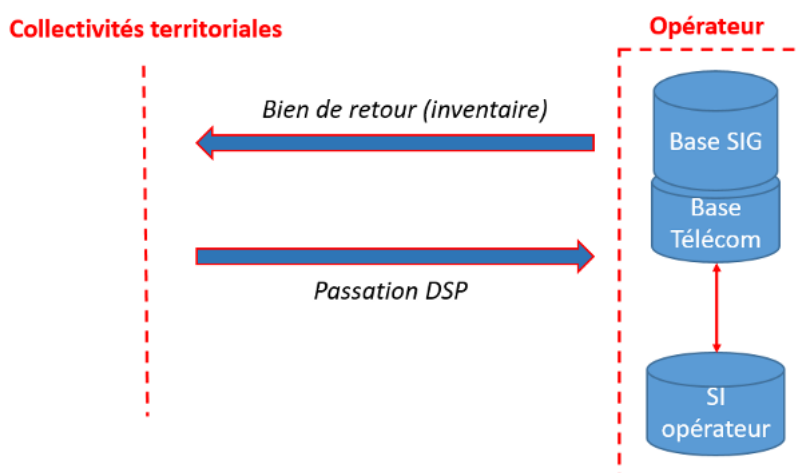 Collectivités territoriales
Opérateur
Bien de retour (inventaire)
Base SIG
Base
Télécom
Passation DSP
SI
opérateur